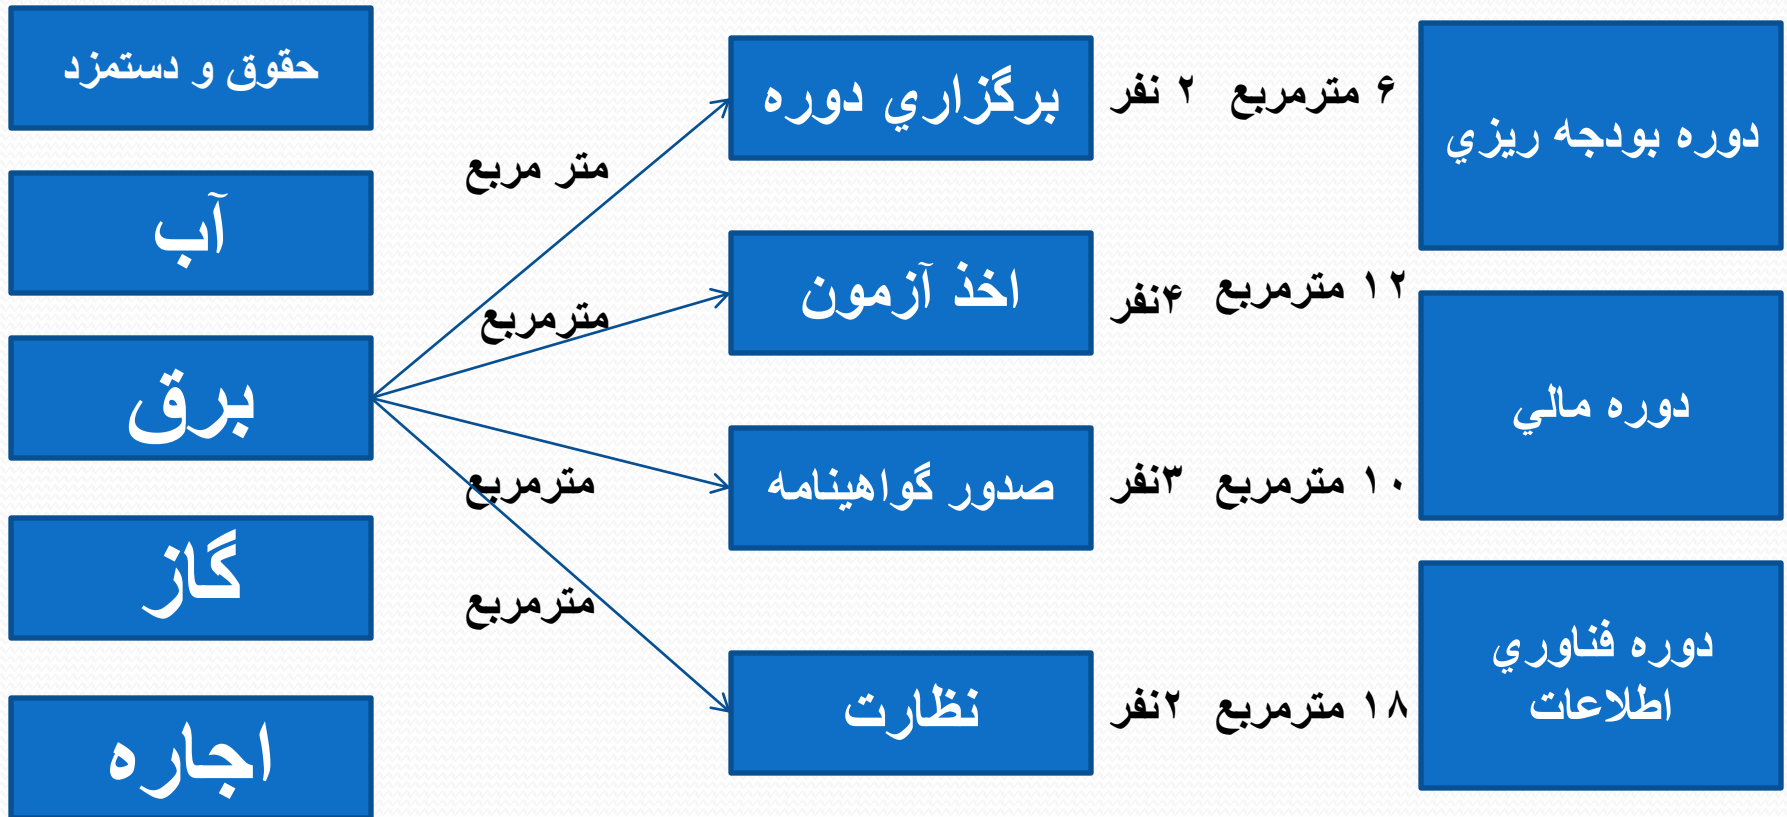 دوره بودجه ريزي
دوره مالي
دوره فناوري
اطلاعات
۶ مترمربع ۲ نفر
۱۲ مترمربع ۴نفر
۱۰ مترمربع ۳نفر
۱۸ مترمربع ۲نفر
برگزاري دوره
اخذ آزمون
صدور گواهينامه
نظارت
متر مربع
مترمربع
مترمربع
مترمربع
حقوق و دستمزد
آب
برق
گاز
اجاره